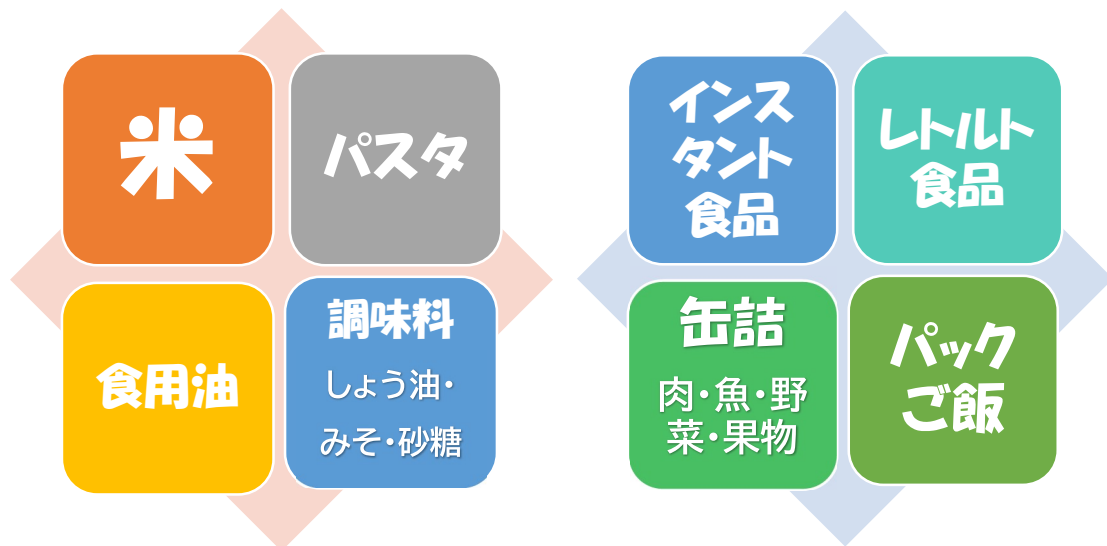 米
パスタ
食用油
調味料
しょう油・
みそ・砂糖
インス
タント
食品
レトルト
食品
缶詰
肉・魚・野
菜・果物
パック
ご飯